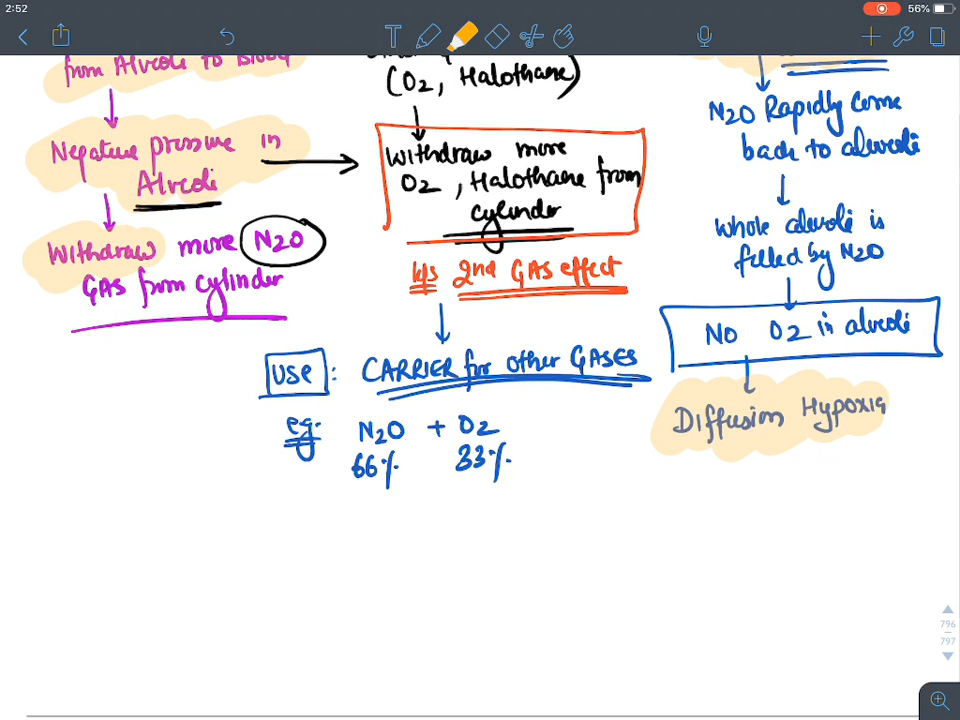 2:52
56%
T
from Alveoli to Blood
Negative pressure in
Alveoli
Withdraw more N2O
GAS from cylinder
(O2, Halothane)
Withdraw more
O2, Halothane from
cylinder
k/s 2nd GAS effect
USE: CARRIER for other GASES
eg. N2O + O2
66% 33%
N2O Rapidly come
back to alveoli
whole alveoli is
filled by N2O
NO O2 in alveoli
Diffusion Hypoxia
796
797